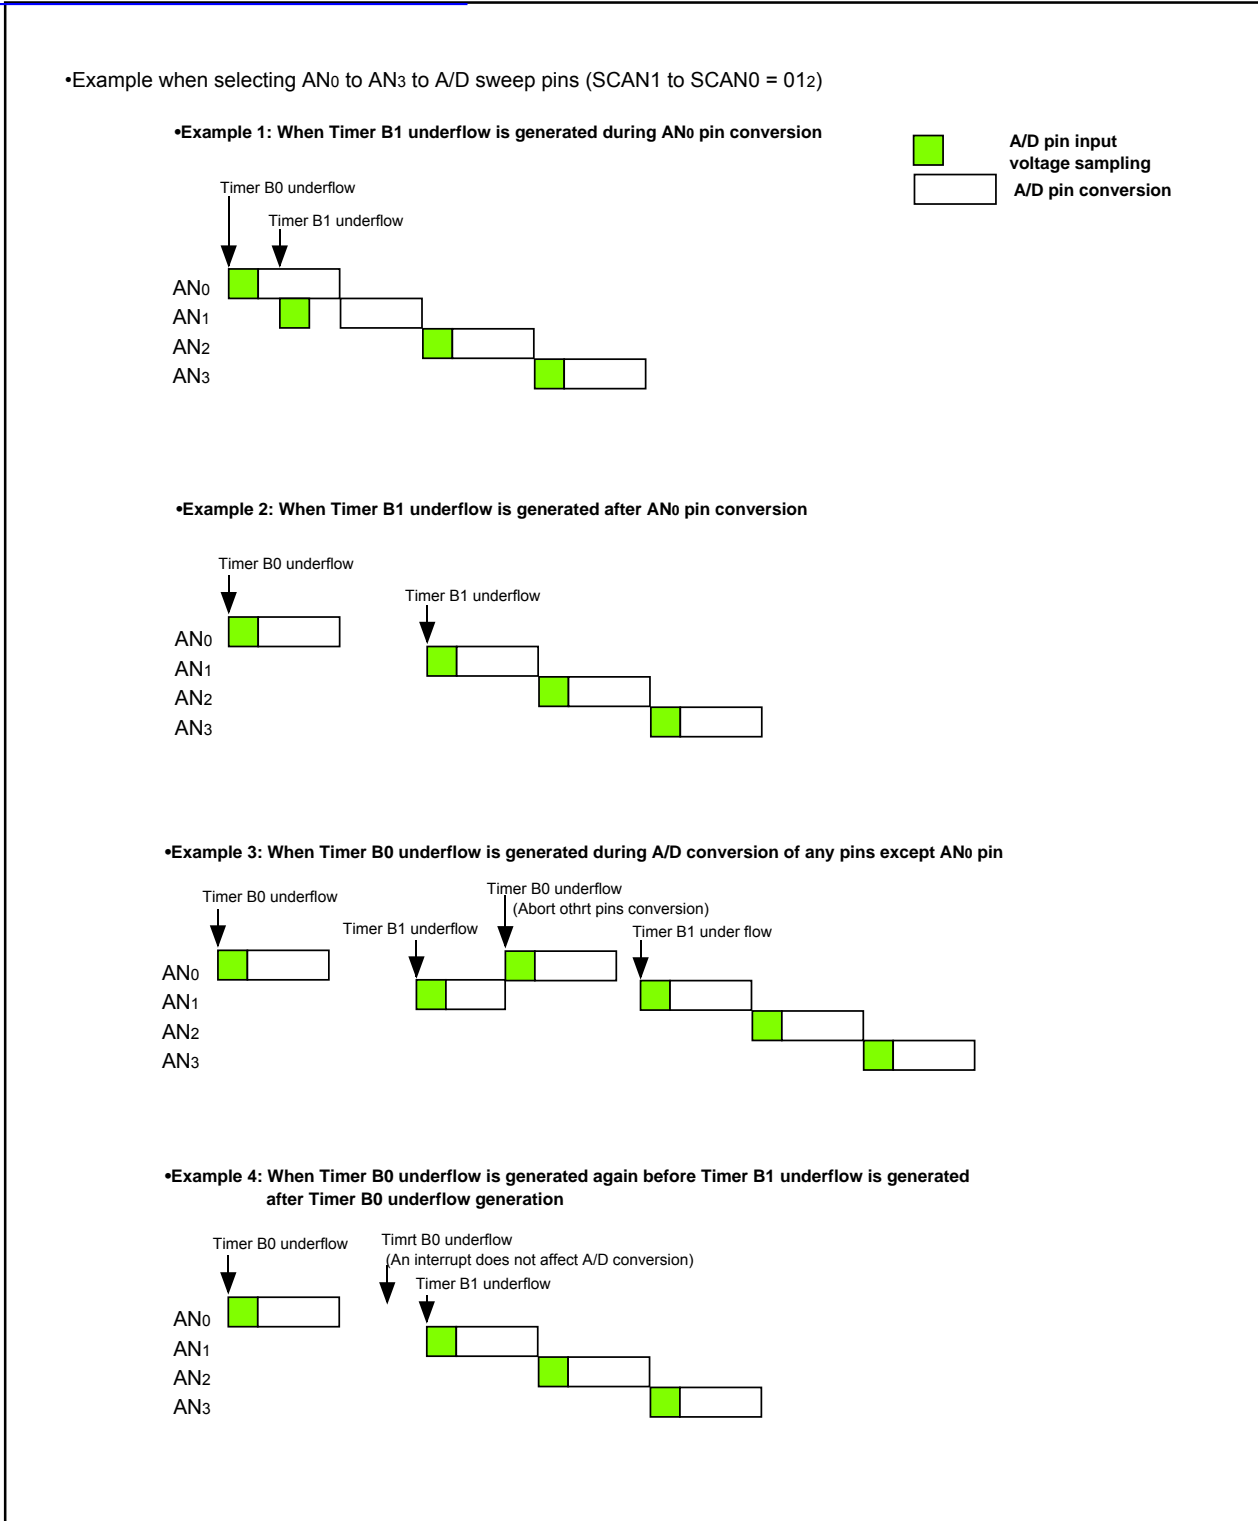 •Example when selecting AN0 to AN3 to A/D sweep pins (SCAN1 to SCAN0 = 012)
•Example 1: When Timer B1 underflow is generated during AN0 pin conversion
A/D pin input
voltage sampling
A/D pin conversion
Timer B0 underflow
Timer B1 underflow
AN0
AN1
AN2
AN3
•Example 2: When Timer B1 underflow is generated after AN0 pin conversion
Timer B0 underflow
Timer B1 underflow
AN0
AN1
AN2
AN3
•Example 3: When Timer B0 underflow is generated during A/D conversion of any pins except AN0 pin
Timer B0 underflow
Timer B0 underflow
(Abort othrt pins conversion)
Timer B1 underflow
Timer B1 under flow
AN0
AN1
AN2
AN3
•Example 4: When Timer B0 underflow is generated again before Timer B1 underflow is generated
after Timer B0 underflow generation
Timer B0 underflow
Timrt B0 underflow
(An interrupt does not affect A/D conversion)
Timer B1 underflow
AN0
AN1
AN2
AN3